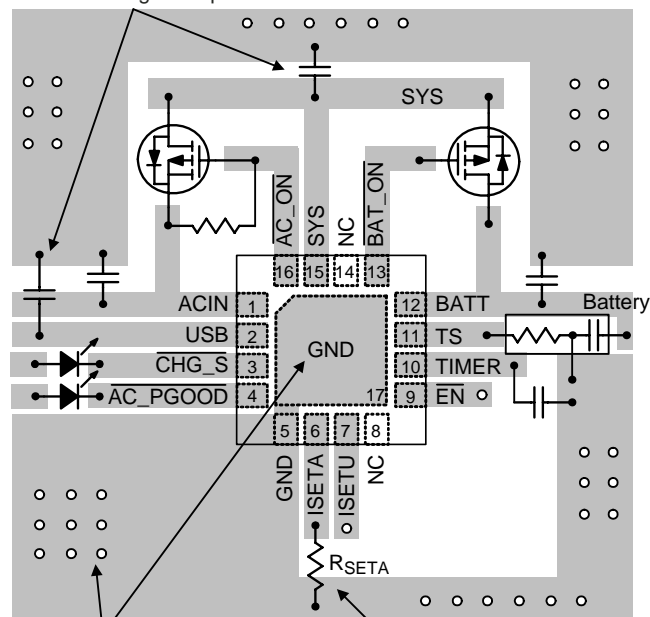 SYS
AC_ON
SYS
NC
BAT_ON
16
15
14
13
ACIN
1
12
BATT
Battery
USB
2
11
TS
CHG_S
3
GND
10
TIMER
AC_PGOOD
4
17
9
EN
5
6
7
8
GND
ISETA
ISETU
NC
RSETA